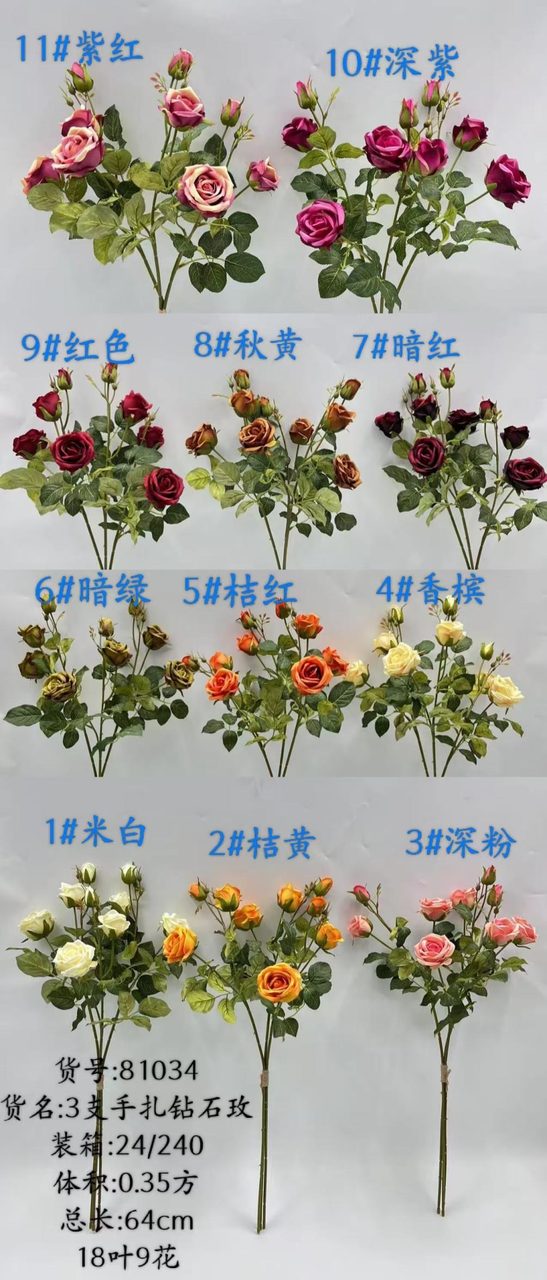 11#紫红
10#深紫
9#红色
8#秋黄
7#暗红
6#暗绿
5#桔红
4#香槟
1#米白
2#桔黄
3#深粉
货号:81034
货名:3支手扎钻石玫
装箱:24/240
体积:0.35方
总长:64cm
18叶9花